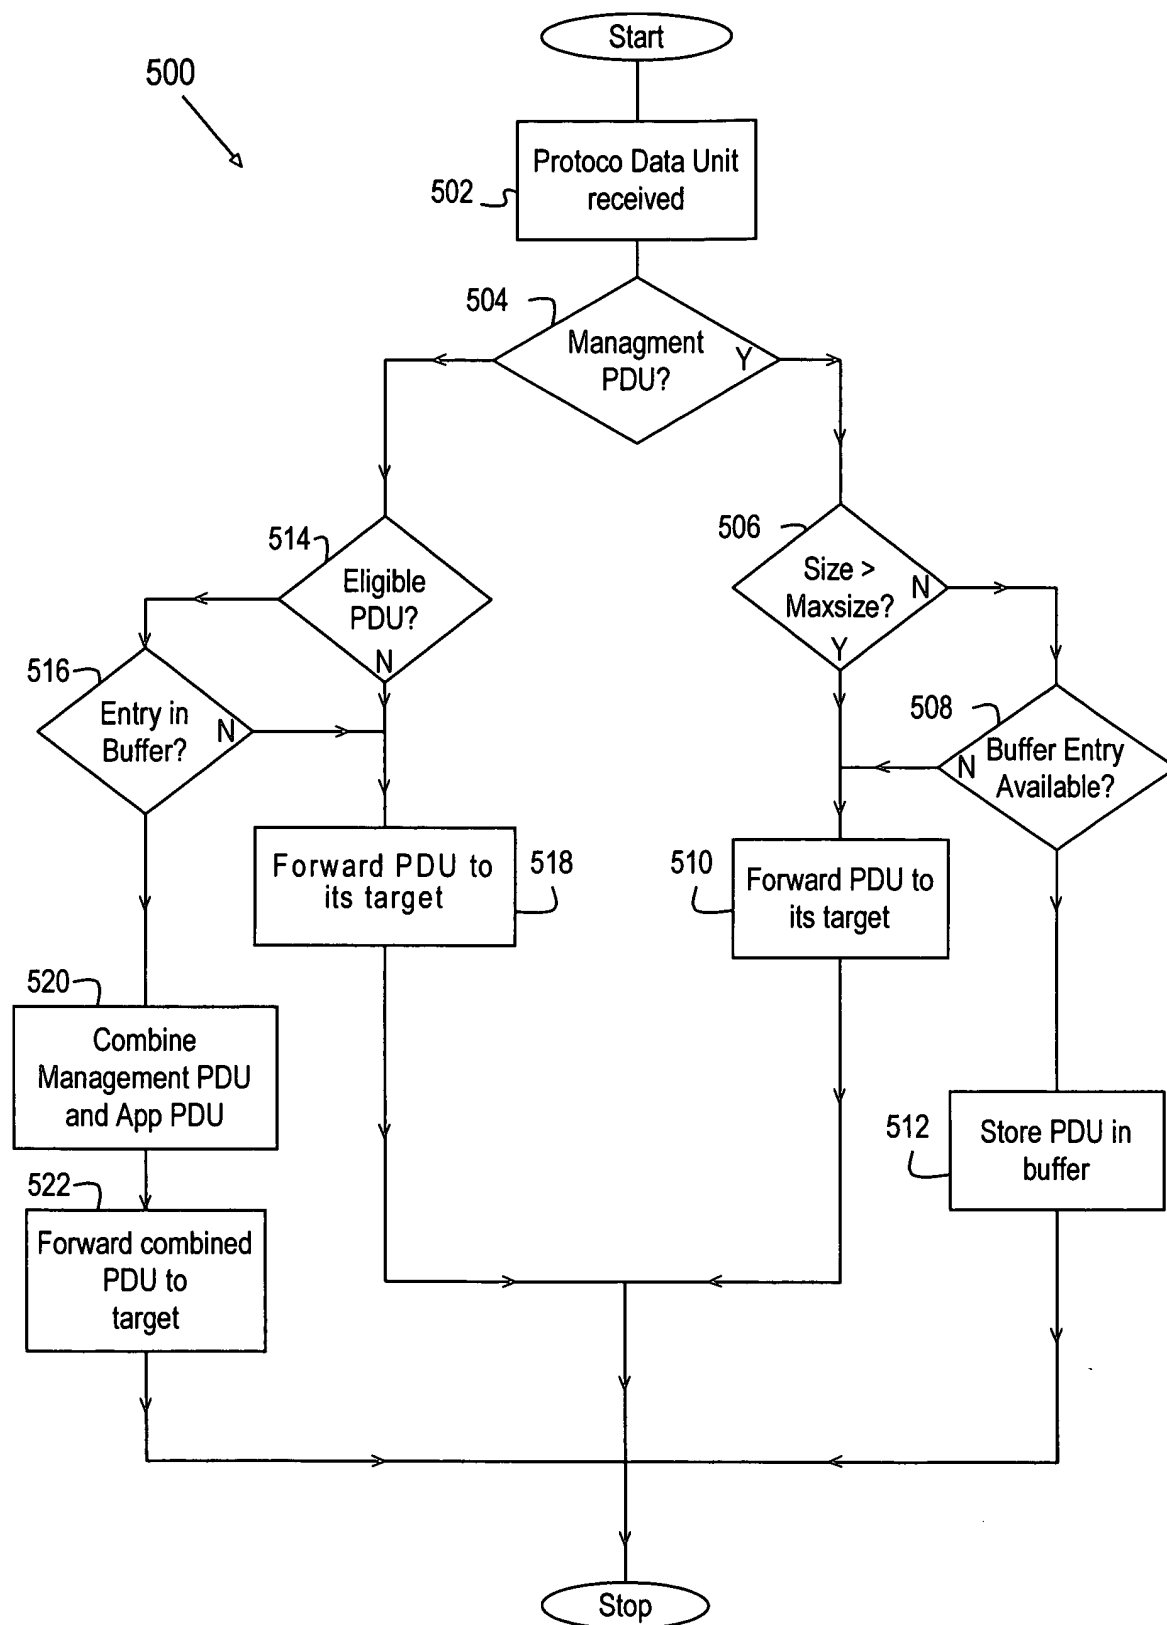 Start
500
Protoco Data Unit
received
502
504
Managment
PDU?
Y
514
Eligible
PDU?
N
506
Size >
Maxsize?
N
Y
516
Entry in
Buffer?
N
508
Buffer Entry
Available?
N
Forward PDU to
its target
518
510
Forward PDU to
its target
520
Combine
Management PDU
and App PDU
512
Store PDU in
buffer
522
Forward combined
PDU to
target
Stop